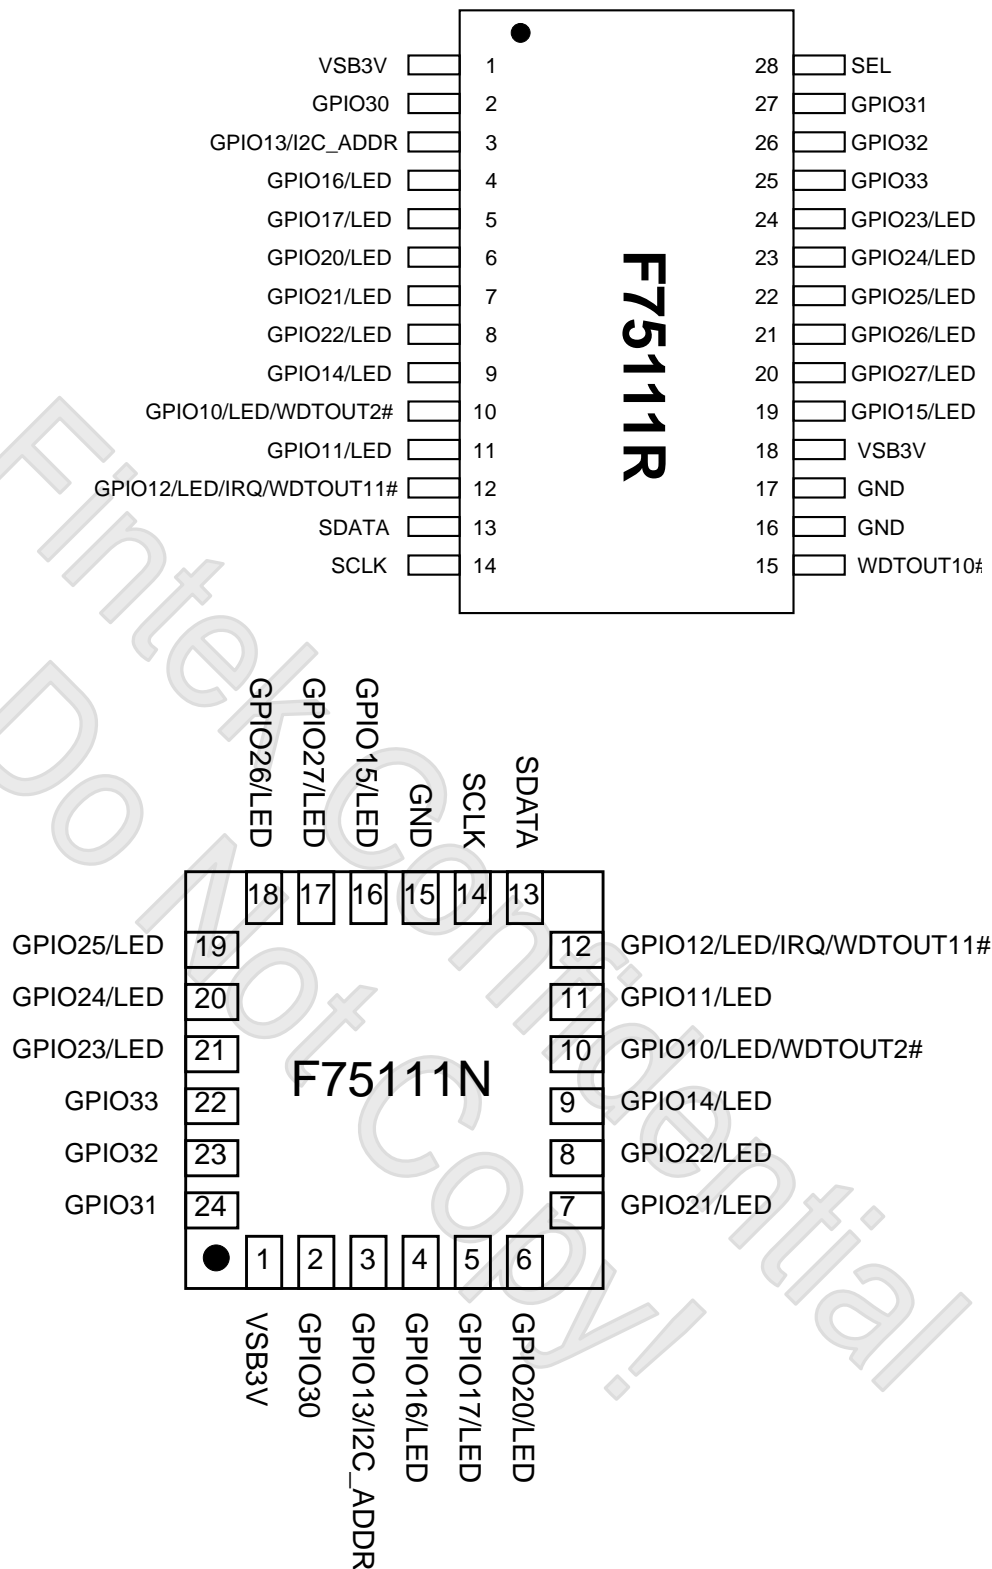 VSB3V 1 28 SEL
GPIO30 2 27 GPIO31
GPIO13/I2C_ADDR 3 26 GPIO32
GPIO16/LED 4 25 GPIO33
GPIO17/LED 5 24 GPIO23/LED
GPIO20/LED 6 23 GPIO24/LED
GPIO21/LED 7 22 GPIO25/LED
GPIO22/LED 8 21 GPIO26/LED
GPIO14/LED 9 20 GPIO27/LED
GPIO10/LED/WDTOUT2# 10 19 GPIO15/LED
GPIO11/LED 11 18 VSB3V
GPIO12/LED/IRQ/WDTOUT11# 12 17 GND
SDATA 13 16 GND
SCLK 14 15 WDTOUT10#
F75111R
GPIO26/LED
GPIO27/LED
GPIO15/LED
GND
SCLK
SDATA
18 17 16 15 14 13
GPIO25/LED 19 12 GPIO12/LED/IRQ/WDTOUT11#
GPIO24/LED 20 11 GPIO11/LED
GPIO23/LED 21 10 GPIO10/LED/WDTOUT2#
F75111N
GPIO33 22 9 GPIO14/LED
GPIO32 23 8 GPIO22/LED
GPIO31 24 7 GPIO21/LED
1 2 3 4 5 6
VSB3V
GPIO30
GPIO13/I2C_ADDR
GPIO16/LED
GPIO17/LED
GPIO20/LED
Fintek Confidential
Do Not Copy!